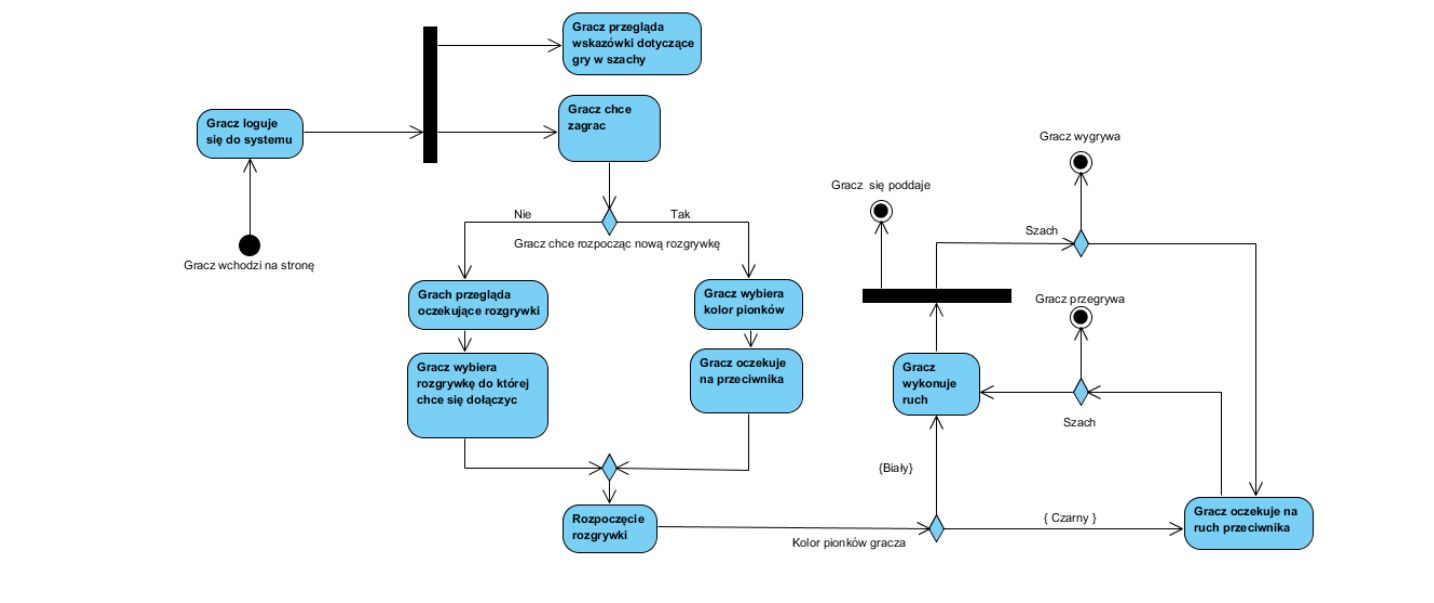 Gracz przegląda
wskazówki dotyczące
gry w szachy
Gracz loguje
się do systemu
Gracz chce
zagrac
Gracz wchodzi na stronę
Nie
Tak
Gracz chce rozpocząc nową rozgrywkę
Grach przegląda
oczekujące rozgrywki
Gracz wybiera
kolor pionków
Gracz wybiera
rozgrywkę do której
chce się dołączyc
Gracz oczekuje
na przeciwnika
Rozpoczęcie
rozgrywki
Kolor pionków gracza
{Biały}
{ Czarny }
Gracz
wykonuje
ruch
Gracz się poddaje
Szach
Gracz wygrywa
Gracz przegrywa
Szach
Gracz oczekuje na
ruch przeciwnika